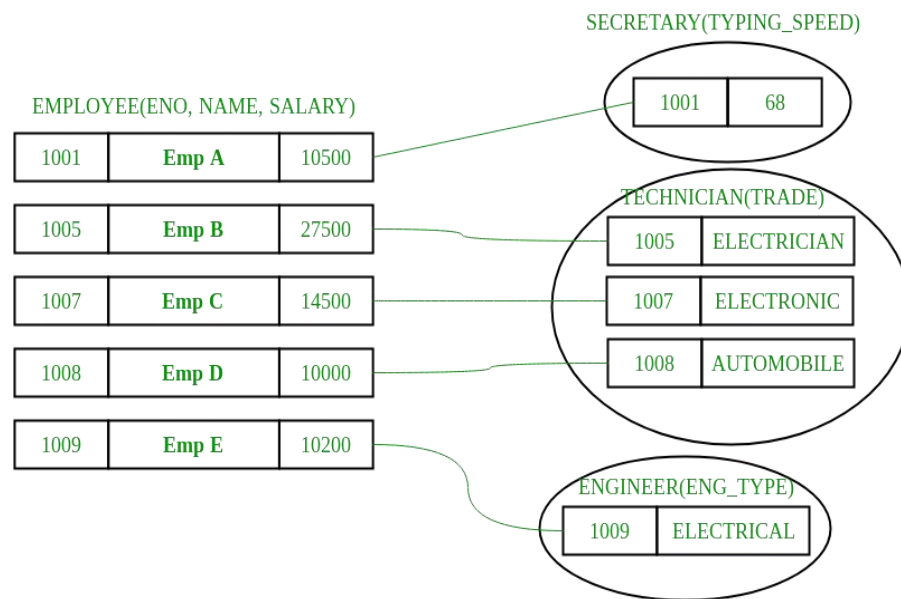 SECRETARY(TYPING_SPEED)
1001 68
EMPLOYEE(ENO, NAME, SALARY)
1001 Emp A 10500
1005 Emp B 27500
1007 Emp C 14500
1008 Emp D 10000
1009 Emp E 10200
TECHNICIAN(TRADE)
1005 ELECTRICIAN
1007 ELECTRONIC
1008 AUTOMOBILE
ENGINEER(ENG_TYPE)
1009 ELECTRICAL